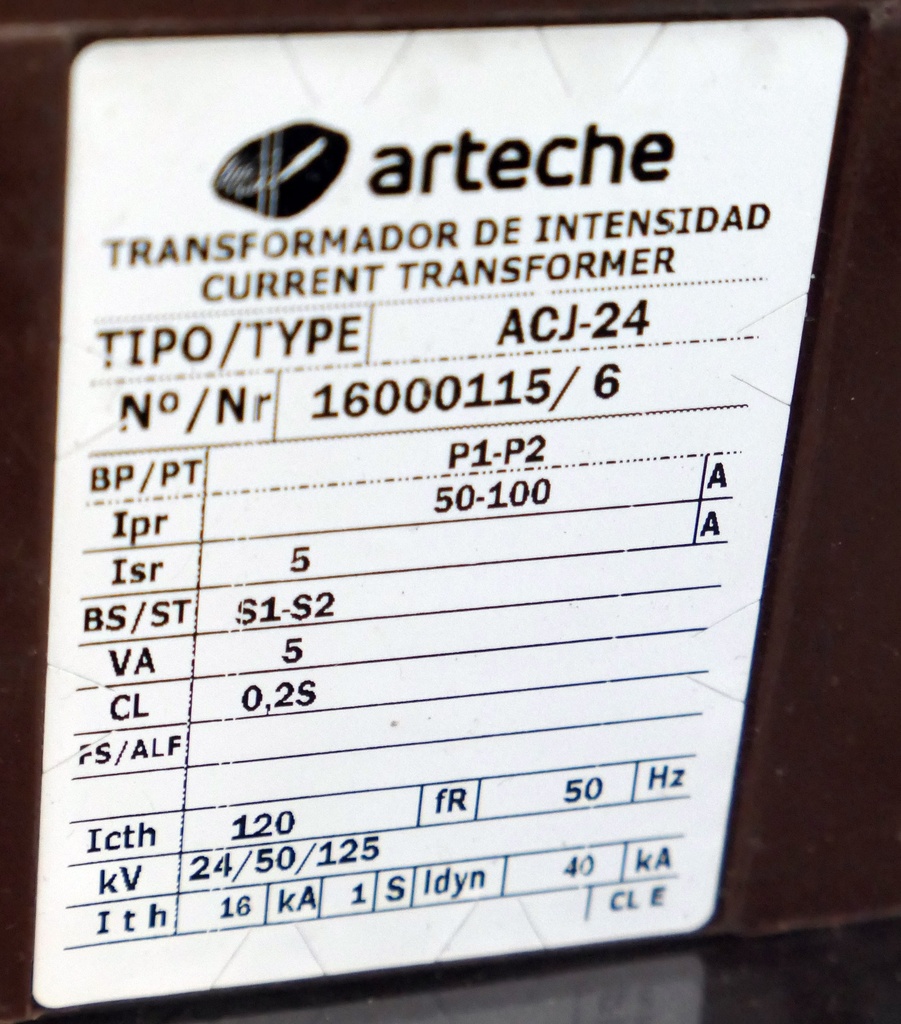 arteche
TRANSFORMADOR DE INTENSIDAD
CURRENT TRANSFORMER
TIPO/TYPE ACJ-24
Nº/Nr 16000115/ 6
BP/PT P1-P2
Ipr 50-100 A
Isr 5 A
BS/ST S1-S2
VA 5
CL 0,2S
FS/ALF
Icth 120 fR 50 Hz
kV 24/50/125
Ith 16 kA 1 S Idyn 40 kA
CL E